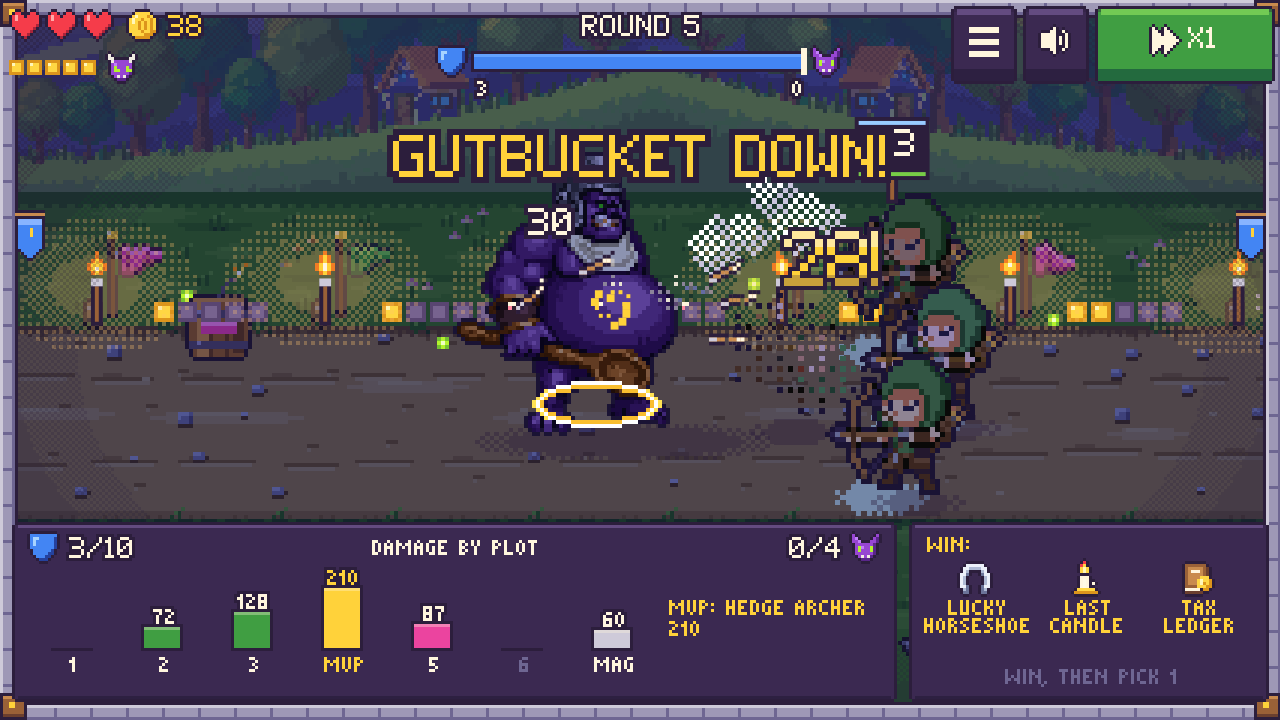 38
ROUND 5
X1
3
0
GUTBUCKET DOWN!
3
30
28!
3/10
DAMAGE BY PLOT
0/4
72
128
210
87
60
1
2
3
MVP
5
6
MAG
MVP: HEDGE ARCHER
210
WIN:
LUCKY
HORSESHOE
LAST
CANDLE
TAX
LEDGER
WIN, THEN PICK 1